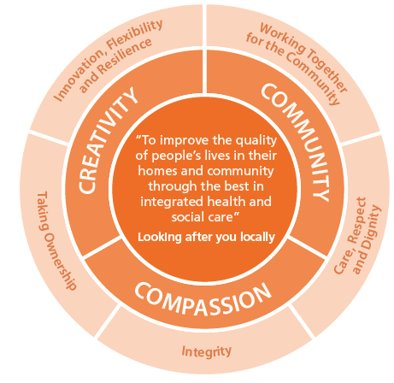 Innovation, Flexibility
and Resilience
Working Together
for the Community
CREATIVITY
COMMUNITY
“To improve the quality
of people’s lives in their
homes and community
through the best in
integrated health and
social care”
Looking after you locally
Taking Ownership
Care, Respect
and Dignity
COMPASSION
Integrity